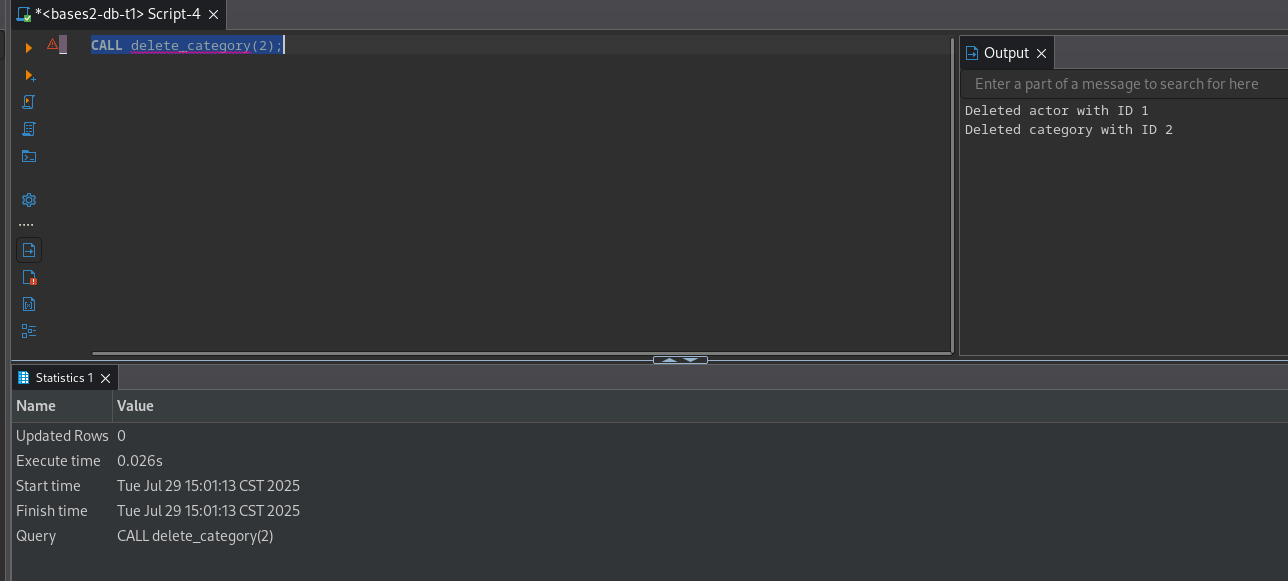 *<bases2-db-t1> Script-4
CALL delete_category(2);
Output
Enter a part of a message to search for here
Deleted actor with ID 1
Deleted category with ID 2
Statistics 1
Name Value
Updated Rows 0
Execute time 0.026s
Start time Tue Jul 29 15:01:13 CST 2025
Finish time Tue Jul 29 15:01:13 CST 2025
Query CALL delete_category(2)